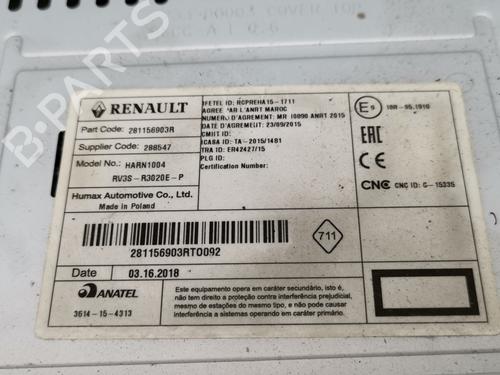 COVER TOP
RENAULT
Part Code: 281156903R
Supplier Code: 288547
Model No.: HARN1004
RV3S-R3020E-P
Humax Automotive Co., Ltd.
Made in Poland
IFETEL ID: RCPREHA15-1711
AGREE PAR L'ANRT MAROC
NUMERO D'AGREMENT: MR 10890 ANRT 2015
DATE D'AGREMENT: 23/09/2015
CMIIT ID:
ICASA ID: TA-2015/1481
TRA ID: ER42427/15
PLG ID:
Certification Number:
10R-05.1910
EAC
CNC CNC ID: C-15335
281156903RT0092
711
Date 03.16.2018
ANATEL
3614-15-4313
Este equipamento opera em caráter secundário, isto é,
não tem direito a proteção contra interferência prejudicial,
mesmo de estações do mesmo tipo, e não pode causar
interferência a sistemas operando em caráter primário.
B-PARTS